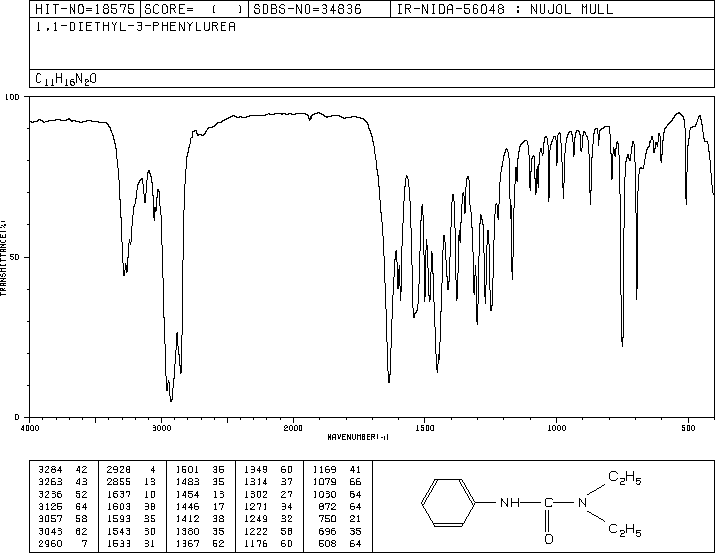 HIT-NO=18575 SCORE= ( ) SDBS-NO=34836 IR-NIDA-56048 : NUJOL MULL
1,1-DIETHYL-3-PHENYLUREA
C11H16N2O
100
50
0
TRANSMITTANCE(%)
4000 3000 2000 1500 1000 500
WAVENUMBER(-1)
3284 42 2928 4 1601 36 1349 60 1169 41
3263 43 2855 13 1483 35 1314 37 1079 66
3236 52 1637 10 1454 13 1302 27 1030 64
3125 64 1603 38 1446 17 1271 34 872 64
3057 58 1593 35 1412 38 1249 32 750 21
3043 62 1543 30 1380 35 1222 58 696 35
2960 7 1533 31 1367 52 1176 60 508 64
C2H5
NH C N
O
C2H5